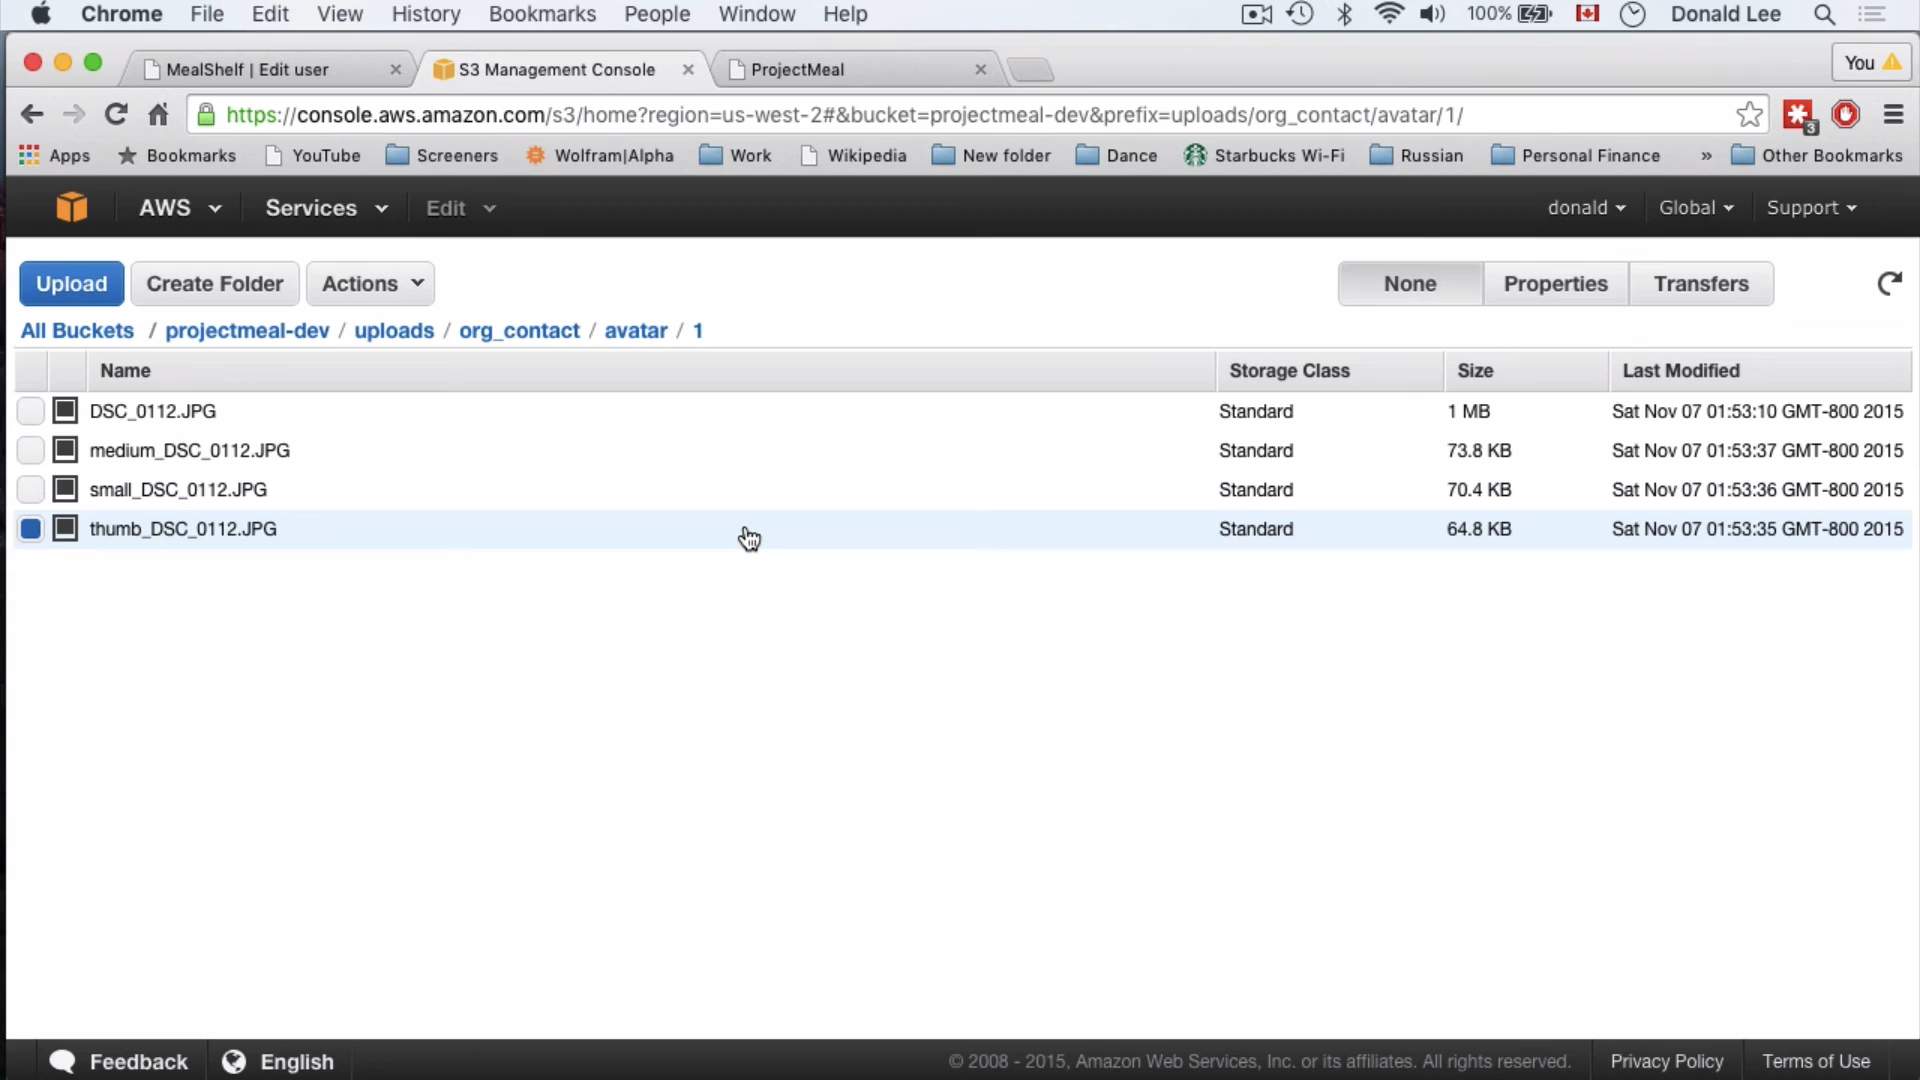 Chrome File Edit View History Bookmarks People Window Help 100% Donald Lee
MealShelf | Edit user S3 Management Console ProjectMeal You
https://console.aws.amazon.com/s3/home?region=us-west-2#&bucket=projectmeal-dev&prefix=uploads/org_contact/avatar/1/ 3
Apps Bookmarks YouTube Screeners Wolfram|Alpha Work Wikipedia New folder Dance Starbucks Wi-Fi Russian Personal Finance » Other Bookmarks
AWS Services Edit donald Global Support
Upload Create Folder Actions None Properties Transfers
All Buckets / projectmeal-dev / uploads / org_contact / avatar / 1
Name Storage Class Size Last Modified
DSC_0112.JPG Standard 1 MB Sat Nov 07 01:53:10 GMT-800 2015
medium_DSC_0112.JPG Standard 73.8 KB Sat Nov 07 01:53:37 GMT-800 2015
small_DSC_0112.JPG Standard 70.4 KB Sat Nov 07 01:53:36 GMT-800 2015
thumb_DSC_0112.JPG Standard 64.8 KB Sat Nov 07 01:53:35 GMT-800 2015
Feedback English © 2008 - 2015, Amazon Web Services, Inc. or its affiliates. All rights reserved. Privacy Policy Terms of Use